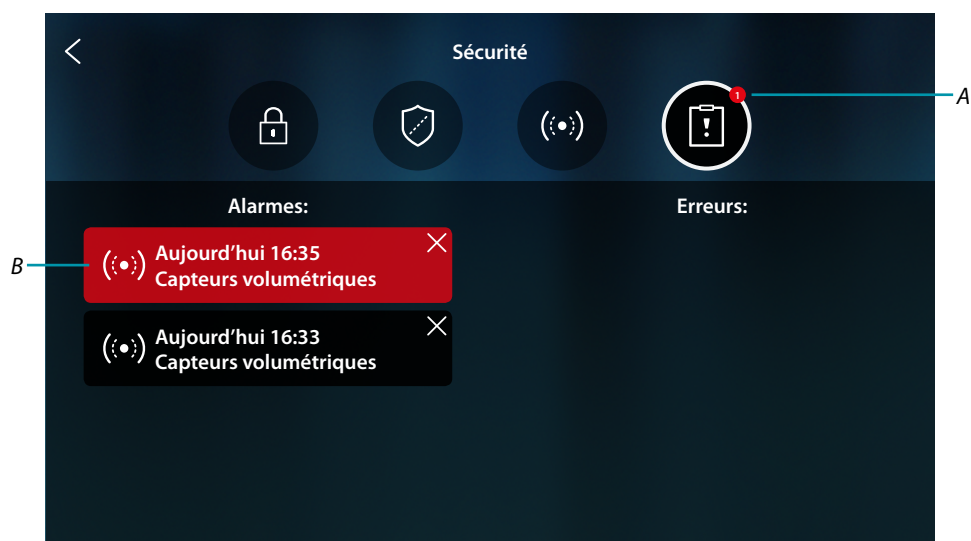 Sécurité
1
A
Alarmes:
Erreurs:
B
Aujourd’hui 16:35
Capteurs volumétriques
Aujourd’hui 16:33
Capteurs volumétriques